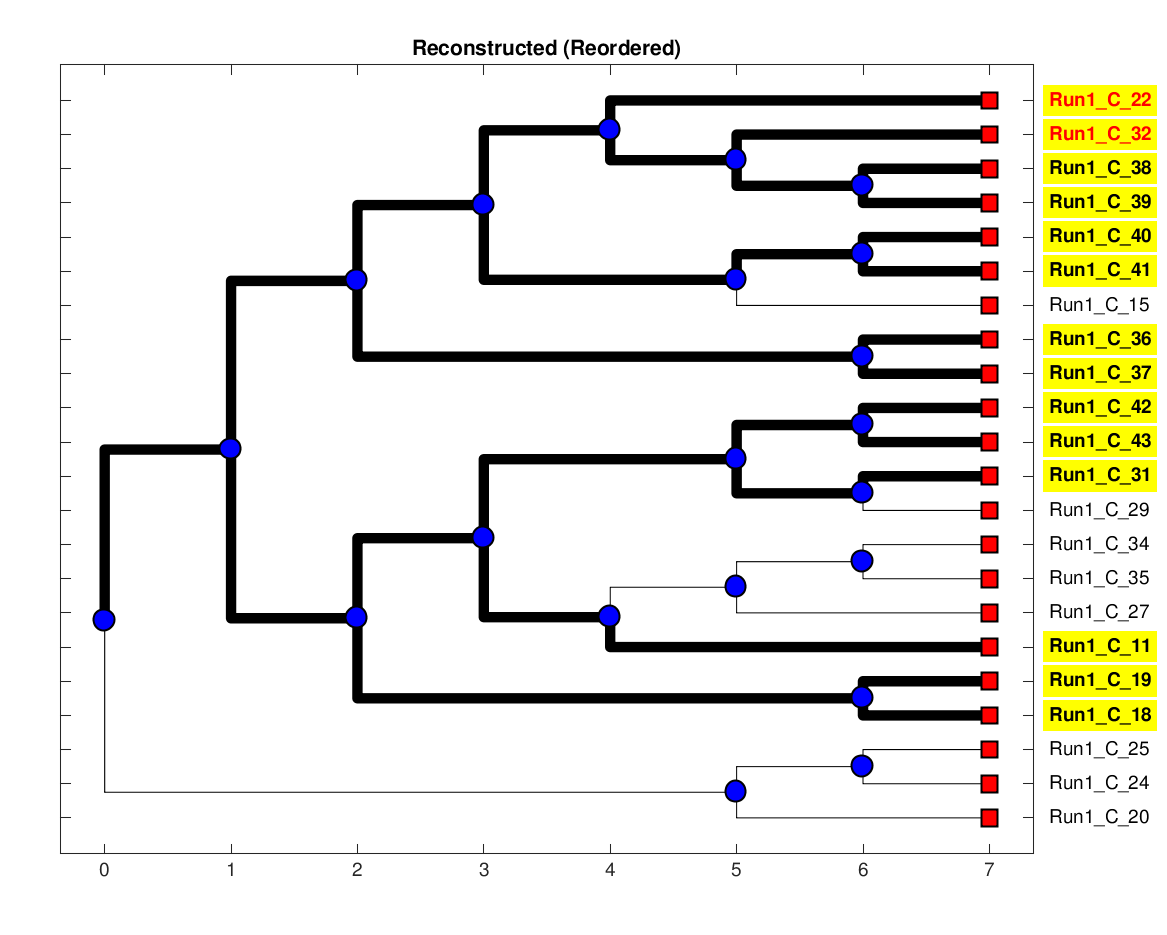 Reconstructed (Reordered)
Run1_C_22
Run1_C_32
Run1_C_38
Run1_C_39
Run1_C_40
Run1_C_41
Run1_C_15
Run1_C_36
Run1_C_37
Run1_C_42
Run1_C_43
Run1_C_31
Run1_C_29
Run1_C_34
Run1_C_35
Run1_C_27
Run1_C_11
Run1_C_19
Run1_C_18
Run1_C_25
Run1_C_24
Run1_C_20
0 1 2 3 4 5 6 7